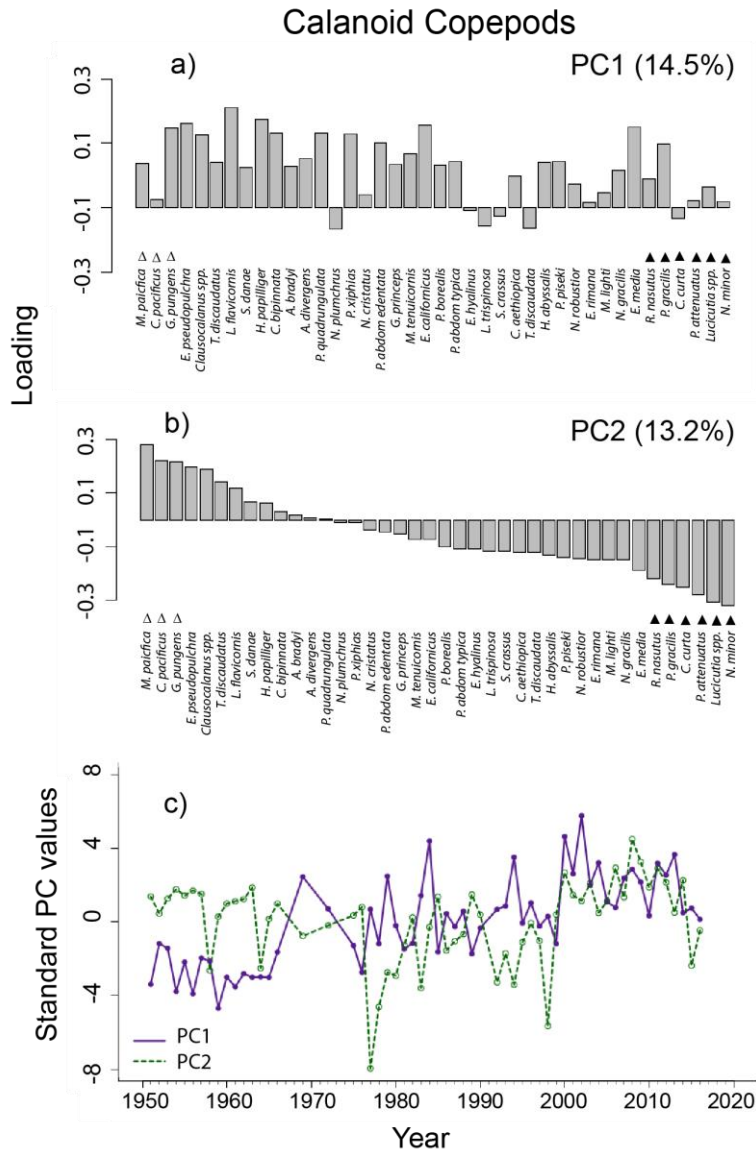 Calanoid Copepods
a)
PC1 (14.5%)
0.3
0.1
-0.1
-0.3
M. paicfica
C. pacificus
G. pungens
E. pseudopulchra
Clausocalanus spp.
T. discaudatus
L. flavicornis
S. danae
H. papilliger
C. bipinnata
A. bradyi
A. divergens
P. quadrungulata
N. plumchrus
P. xiphias
N. cristatus
P. abdom edentata
G. princeps
M. tenuicornis
E. californicus
P. borealis
P. abdom typica
E. hyalinus
L. trispinosa
S. crassus
C. aethiopica
T. discaudata
H. abyssalis
P. piseki
N. robustior
E. rimana
M. lighti
N. gracilis
E. media
R. nasutus
P. gracilis
C. curta
P. attenuatus
Lucicutia spp.
N. minor
Loading
b)
PC2 (13.2%)
0.3
0.1
-0.1
-0.3
M. paicfica
C. pacificus
G. pungens
E. pseudopulchra
Clausocalanus spp.
T. discaudatus
L. flavicornis
S. danae
H. papilliger
C. bipinnata
A. bradyi
A. divergens
P. quadrungulata
N. plumchrus
P. xiphias
N. cristatus
P. abdom edentata
G. princeps
M. tenuicornis
E. californicus
P. borealis
P. abdom typica
E. hyalinus
L. trispinosa
S. crassus
C. aethiopica
T. discaudata
H. abyssalis
P. piseki
N. robustior
E. rimana
M. lighti
N. gracilis
E. media
R. nasutus
P. gracilis
C. curta
P. attenuatus
Lucicutia spp.
N. minor
c)
Standard PC values
8
4
0
-4
-8
PC1
PC2
1950 1960 1970 1980 1990 2000 2010 2020
Year